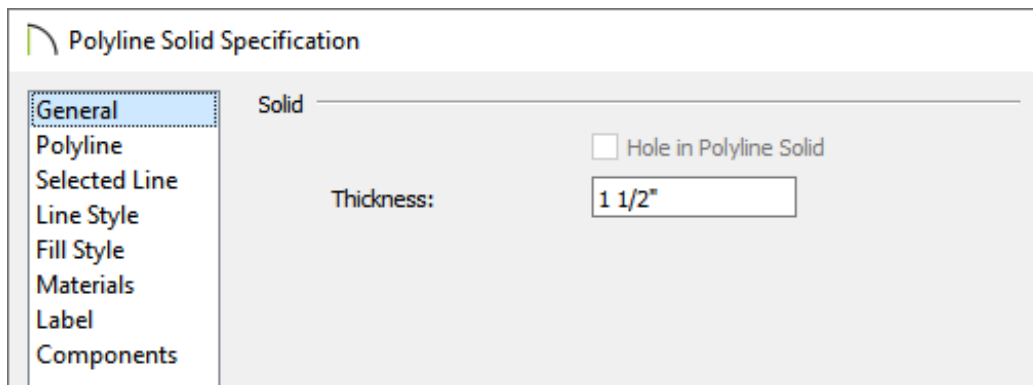 Polyline Solid Specification
General
Polyline
Selected Line
Line Style
Fill Style
Materials
Label
Components
Solid
Hole in Polyline Solid
Thickness: 1 1/2"